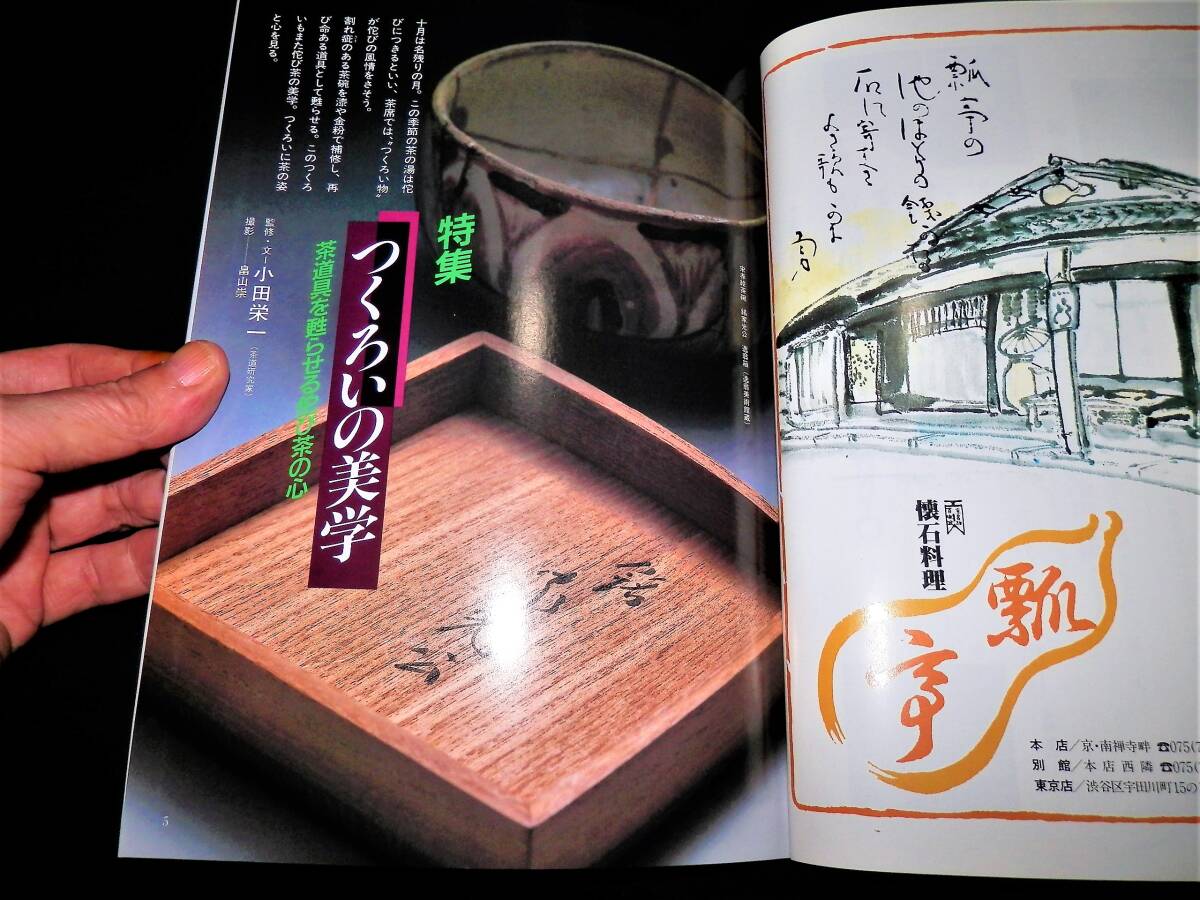 十月は名残りの月。この季節の茶の湯は侘
びにつきるといい、茶席では、“つくろい物”
が侘びの風情をさそう。
割れ疵のある茶碗を漆や金粉で補修し、再
び命ある道具として甦らせる。このつくろ
いもまた侘び茶の美学。つくろいに茶の姿
と心を見る。
特集
つくろいの美学
茶道具を甦らせる侘び茶の心
監修・文―小田栄一(茶道研究家)
撮影―畠山崇
5
瓢亭の
池のほとりの
懐石料理
瓢亭
本店/京・南禅寺畔 ☎075(7
別館/本店西隣 ☎075(
東京店/渋谷区宇田川町15の